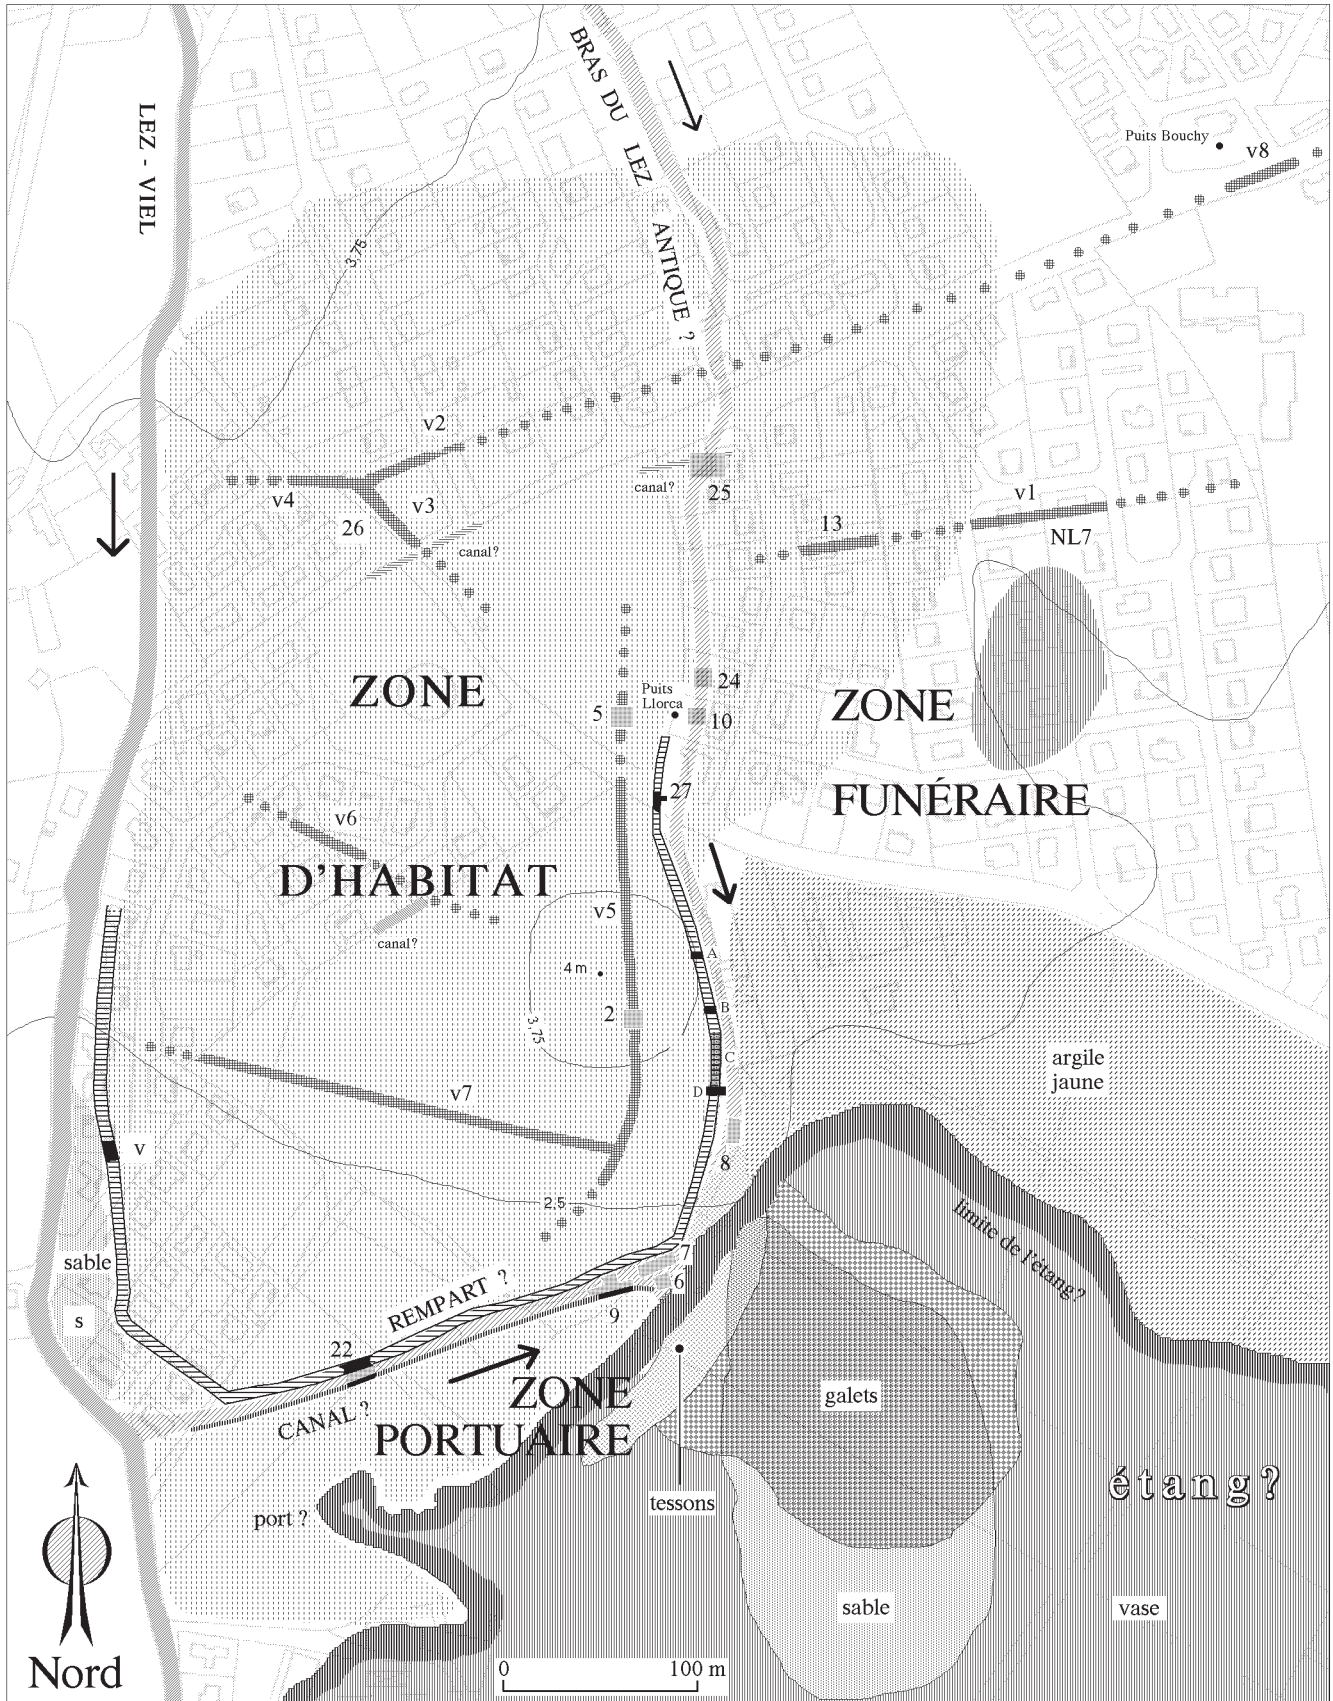 BRAS DU LEZ
ANTIQUE ?
LEZ - VIEL
Puits Bouchy
v8
3,75
v2
v4
v3
26
canal?
canal?
25
v1
13
NL7
ZONE
24
Puits
Llorca
5
10
ZONE
FUNÉRAIRE
27
v6
D'HABITAT
v5
canal?
A
4 m
B
2
3,75
C
argile
jaune
D
v7
v
8
2,5
limite de l'étang?
sable
7
6
REMPART ?
9
s
22
ZONE
PORTUAIRE
CANAL ?
galets
étang?
tessons
port ?
sable
vase
Nord
0 100 m